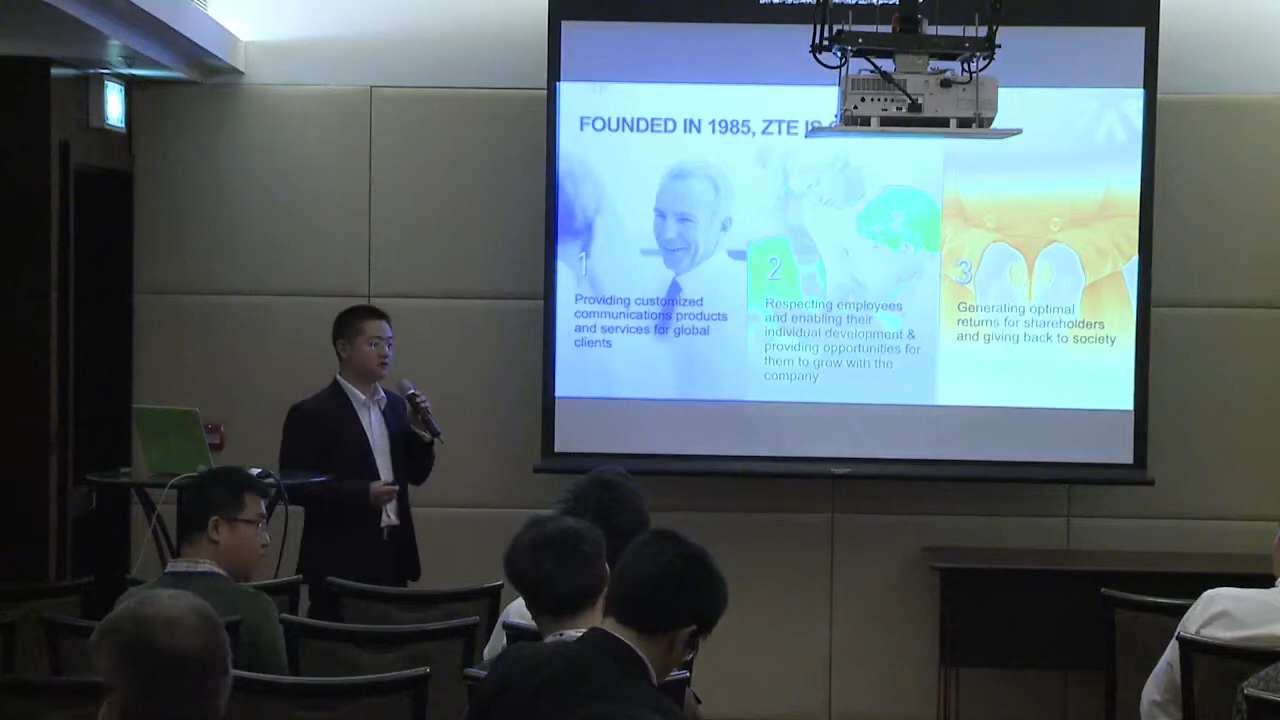 FOUNDED IN 1985, ZTE IS
1
Providing customized
communications products
and services for global
clients
2
Respecting employees
and enabling their
individual development &
providing opportunities for
them to grow with the
company
3
Generating optimal
returns for shareholders
and giving back to society